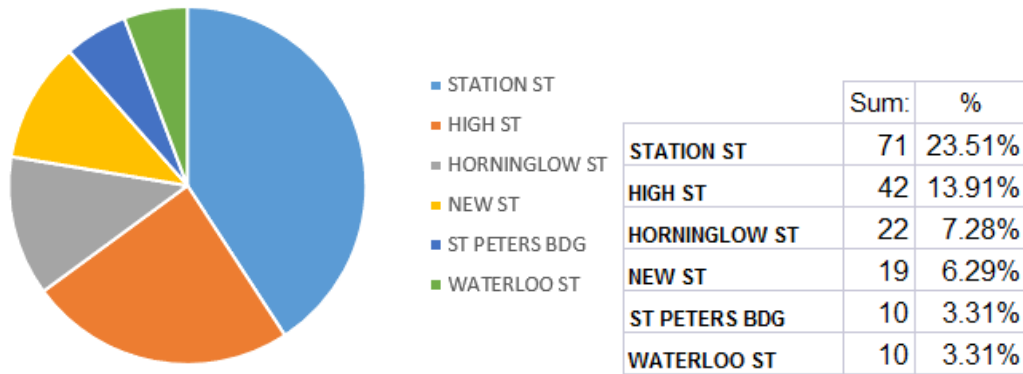 STATION ST
HIGH ST
HORNINGLOW ST
NEW ST
ST PETERS BDG
WATERLOO ST
Sum: %
STATION ST 71 23.51%
HIGH ST 42 13.91%
HORNINGLOW ST 22 7.28%
NEW ST 19 6.29%
ST PETERS BDG 10 3.31%
WATERLOO ST 10 3.31%